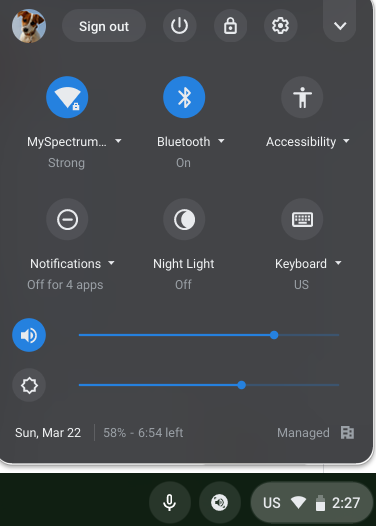 Sign out
MySpectrum... Bluetooth Accessibility
Strong On
Notifications Night Light Keyboard
Off for 4 apps Off US
Sun, Mar 22 58% - 6:54 left Managed
US 2:27